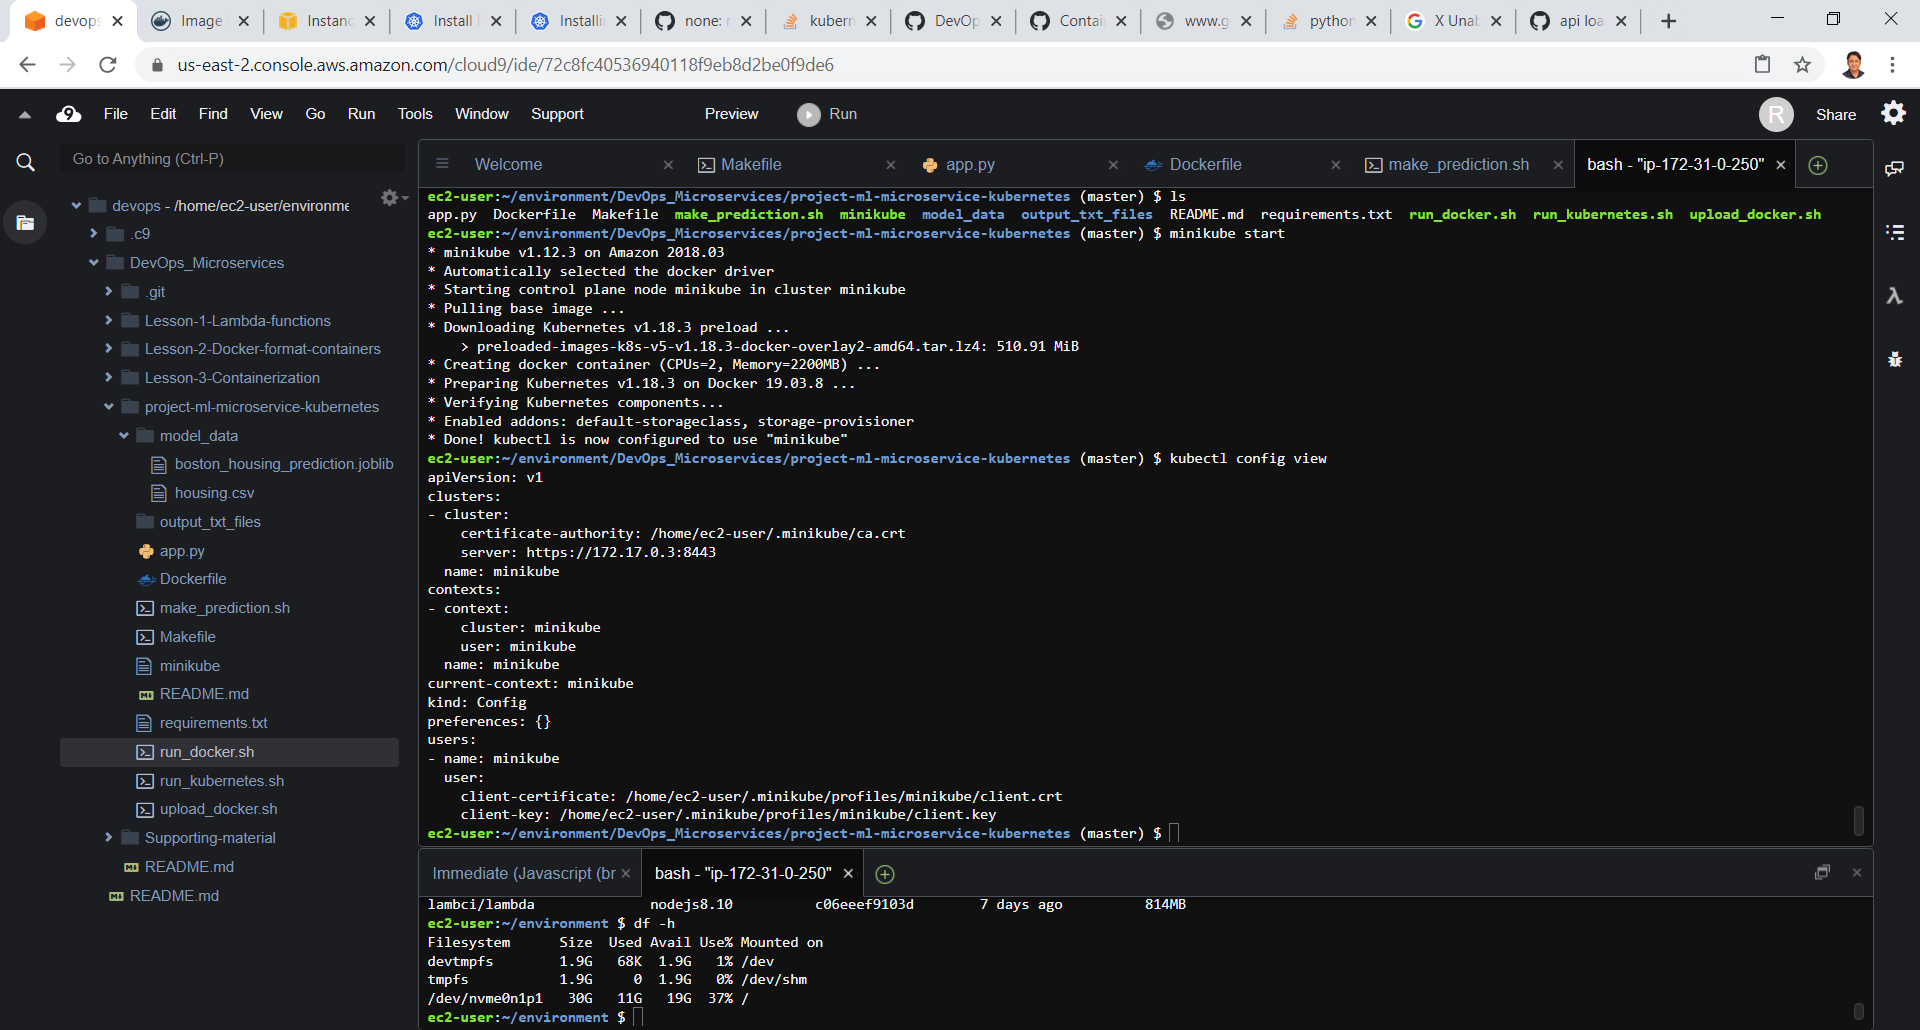 devops
Image
Instanc
Install
Installin
none: r
kubern
DevOp
Contai
www.g
python
X Unab
api loa
us-east-2.console.aws.amazon.com/cloud9/ide/72c8fc40536940118f9eb8d2be0f9de6
9 File Edit Find View Go Run Tools Window Support Preview Run R Share
Go to Anything (Ctrl-P)
Welcome
Makefile
app.py
Dockerfile
make_prediction.sh
bash - "ip-172-31-0-250"
devops - /home/ec2-user/environme
.c9
DevOps_Microservices
.git
Lesson-1-Lambda-functions
Lesson-2-Docker-format-containers
Lesson-3-Containerization
project-ml-microservice-kubernetes
model_data
boston_housing_prediction.joblib
housing.csv
output_txt_files
app.py
Dockerfile
make_prediction.sh
Makefile
minikube
README.md
requirements.txt
run_docker.sh
run_kubernetes.sh
upload_docker.sh
Supporting-material
README.md
README.md
ec2-user:~/environment/DevOps_Microservices/project-ml-microservice-kubernetes (master) $ ls
app.py Dockerfile Makefile make_prediction.sh minikube model_data output_txt_files README.md requirements.txt run_docker.sh run_kubernetes.sh upload_docker.sh
ec2-user:~/environment/DevOps_Microservices/project-ml-microservice-kubernetes (master) $ minikube start
* minikube v1.12.3 on Amazon 2018.03
* Automatically selected the docker driver
* Starting control plane node minikube in cluster minikube
* Pulling base image ...
* Downloading Kubernetes v1.18.3 preload ...
> preloaded-images-k8s-v5-v1.18.3-docker-overlay2-amd64.tar.lz4: 510.91 MiB
* Creating docker container (CPUs=2, Memory=2200MB) ...
* Preparing Kubernetes v1.18.3 on Docker 19.03.8 ...
* Verifying Kubernetes components...
* Enabled addons: default-storageclass, storage-provisioner
* Done! kubectl is now configured to use "minikube"
ec2-user:~/environment/DevOps_Microservices/project-ml-microservice-kubernetes (master) $ kubectl config view
apiVersion: v1
clusters:
- cluster:
certificate-authority: /home/ec2-user/.minikube/ca.crt
server: https://172.17.0.3:8443
name: minikube
contexts:
- context:
cluster: minikube
user: minikube
name: minikube
current-context: minikube
kind: Config
preferences: {}
users:
- name: minikube
user:
client-certificate: /home/ec2-user/.minikube/profiles/minikube/client.crt
client-key: /home/ec2-user/.minikube/profiles/minikube/client.key
ec2-user:~/environment/DevOps_Microservices/project-ml-microservice-kubernetes (master) $
Immediate (Javascript (br
bash - "ip-172-31-0-250"
lambci/lambda nodejs8.10 c06eeef9103d 7 days ago 814MB
ec2-user:~/environment $ df -h
Filesystem Size Used Avail Use% Mounted on
devtmpfs 1.9G 68K 1.9G 1% /dev
tmpfs 1.9G 0 1.9G 0% /dev/shm
/dev/nvme0n1p1 30G 11G 19G 37% /
ec2-user:~/environment $